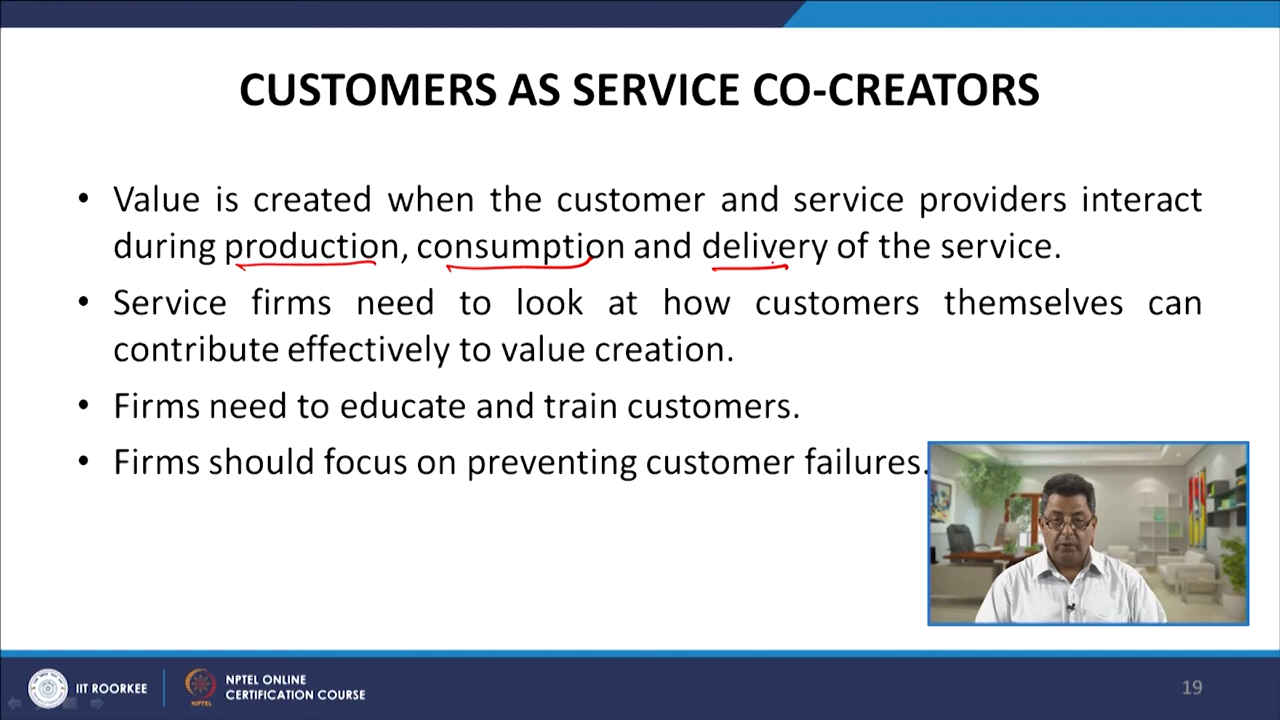 CUSTOMERS AS SERVICE CO-CREATORS
• Value is created when the customer and service providers interact
during production, consumption and delivery of the service.
• Service firms need to look at how customers themselves can
contribute effectively to value creation.
• Firms need to educate and train customers.
• Firms should focus on preventing customer failures.
IIT ROORKEE
NPTEL
NPTEL ONLINE
CERTIFICATION COURSE
19